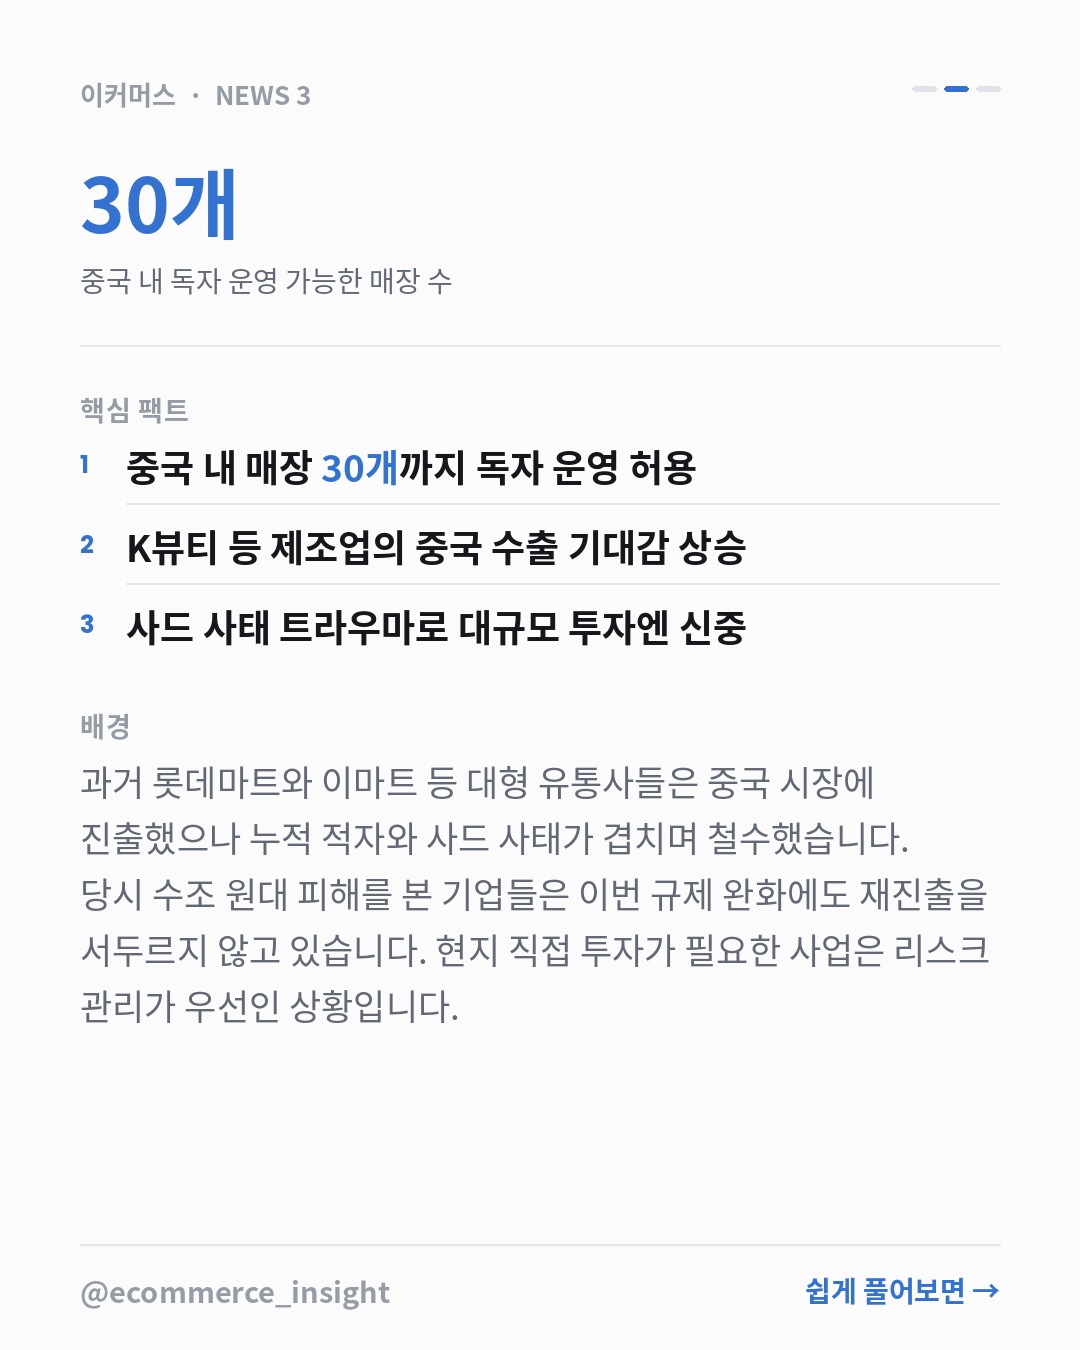 이커머스 · NEWS 3
30개
중국 내 독자 운영 가능한 매장 수
핵심 팩트
1 중국 내 매장 30개까지 독자 운영 허용
2 K뷰티 등 제조업의 중국 수출 기대감 상승
3 사드 사태 트라우마로 대규모 투자엔 신중
배경
과거 롯데마트와 이마트 등 대형 유통사들은 중국 시장에
진출했으나 누적 적자와 사드 사태가 겹치며 철수했습니다.
당시 수조 원대 피해를 본 기업들은 이번 규제 완화에도 재진출을
서두르지 않고 있습니다. 현지 직접 투자가 필요한 사업은 리스크
관리가 우선인 상황입니다.
@ecommerce_insight
쉽게 풀어보면 →